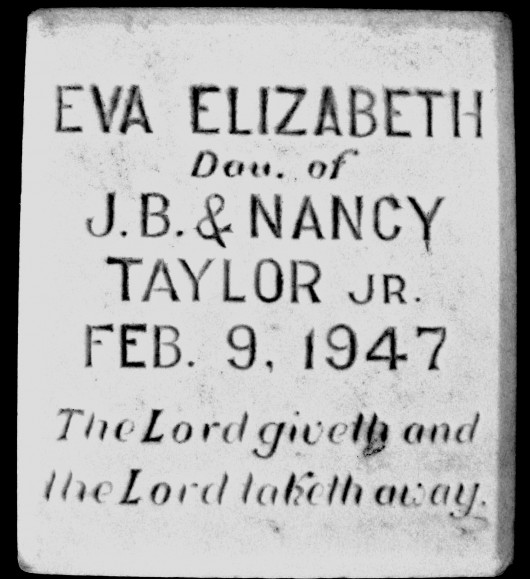 EVA ELIZABETH
Dau. of
J.B. & NANCY
TAYLOR JR.
FEB. 9, 1947
The Lord giveth and
the Lord taketh away.